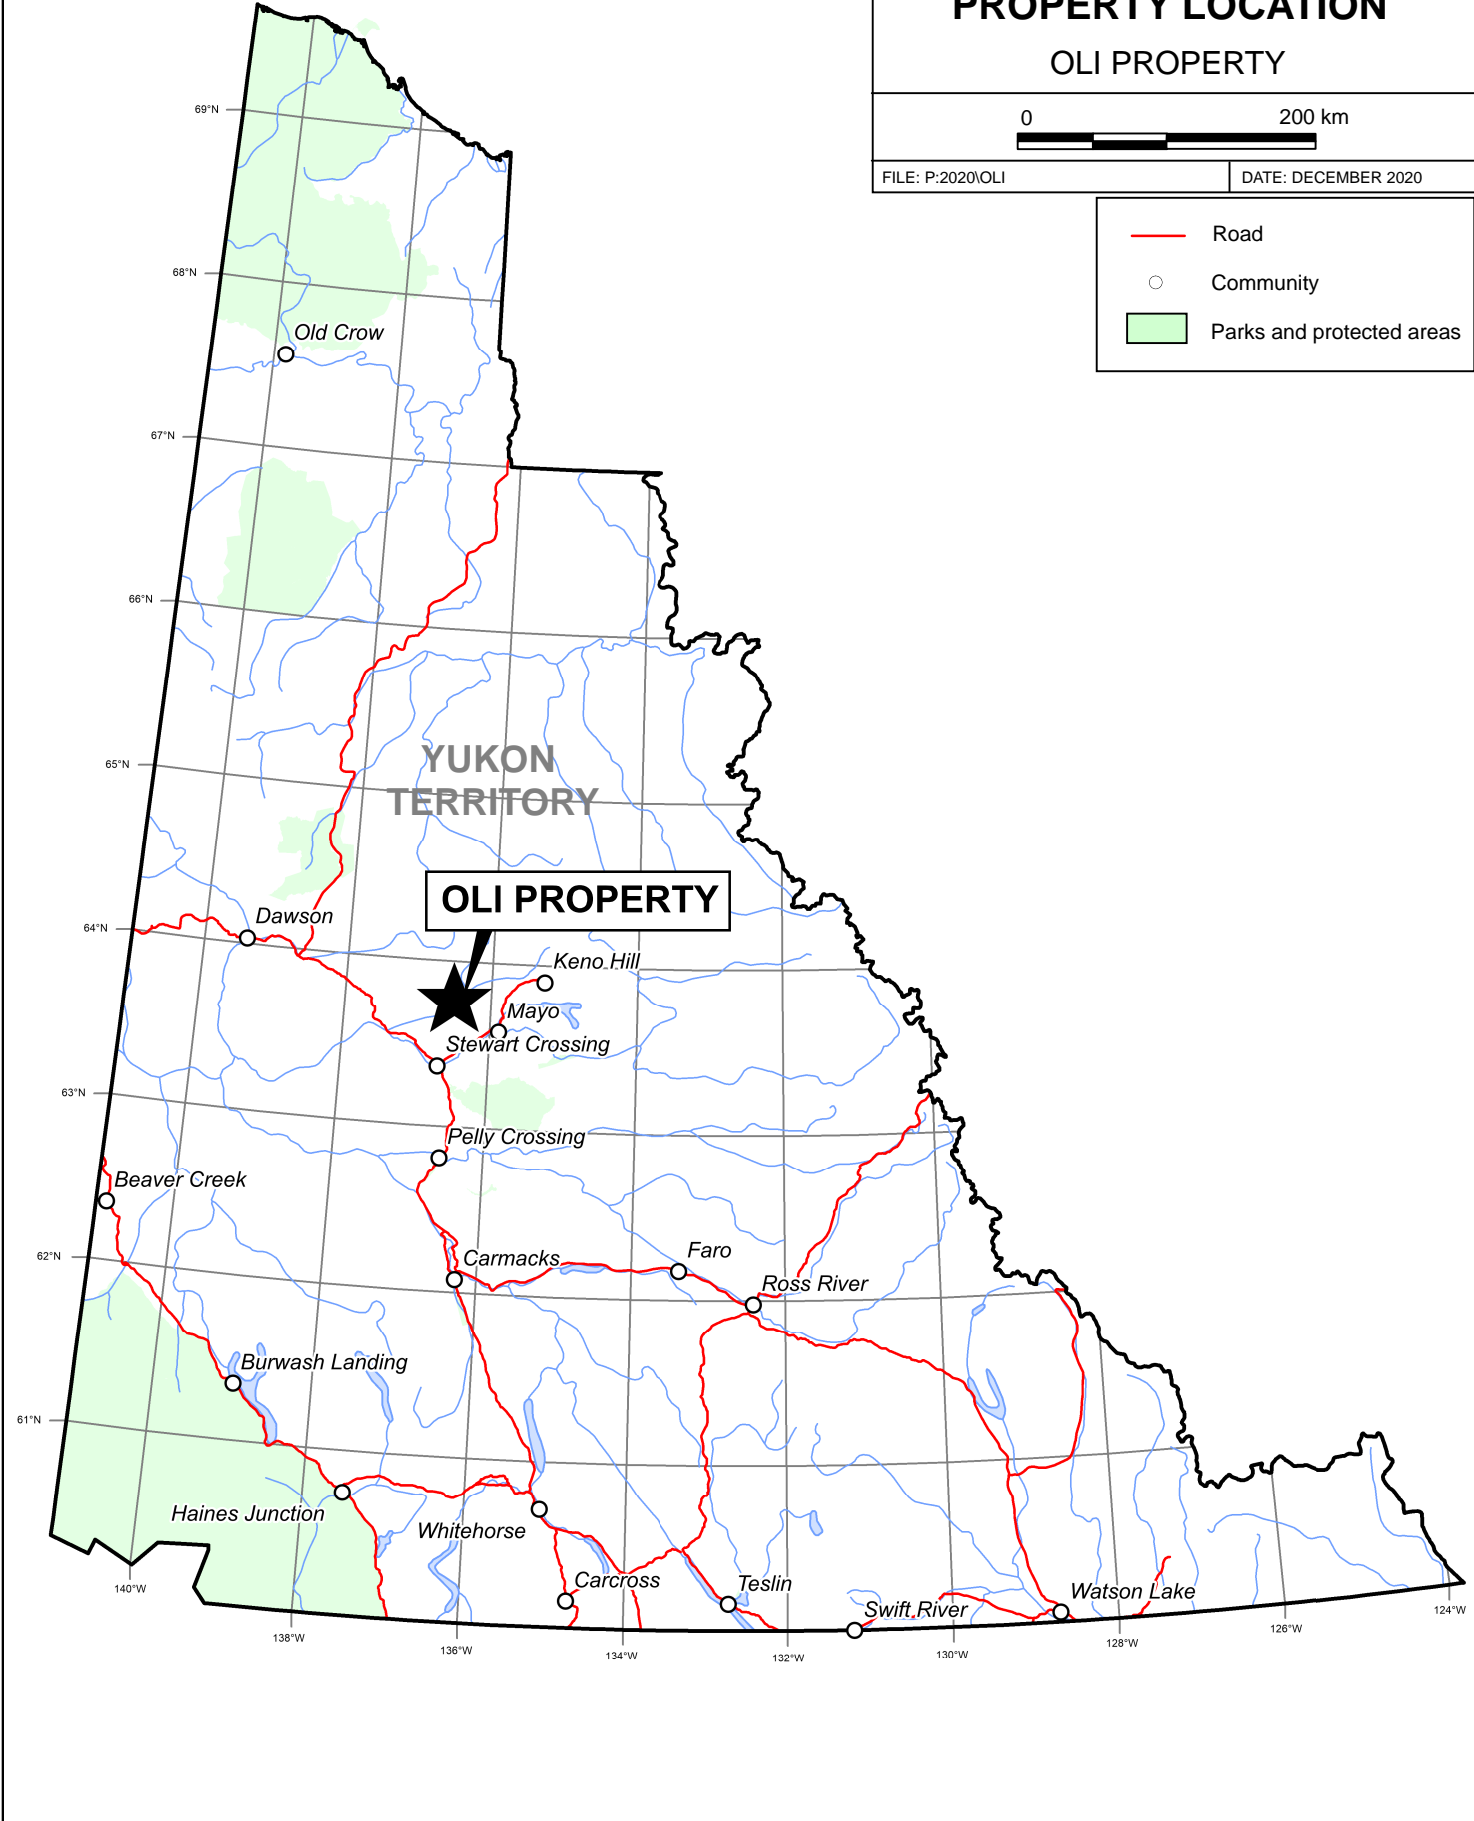 PROPERTY LOCATION
OLI PROPERTY
0 200 km
FILE: P:2020\OLI DATE: DECEMBER 2020
Road
Community
Parks and protected areas
69°N
68°N
Old Crow
67°N
66°N
65°N
YUKON
TERRITORY
OLI PROPERTY
Dawson
64°N
Keno Hill
Mayo
Stewart Crossing
63°N
Pelly Crossing
Beaver Creek
62°N
Carmacks
Faro
Ross River
Burwash Landing
61°N
Haines Junction
Whitehorse
Carcross
Teslin
Swift River
Watson Lake
140°W
138°W
136°W
134°W
132°W
130°W
128°W
126°W
124°W